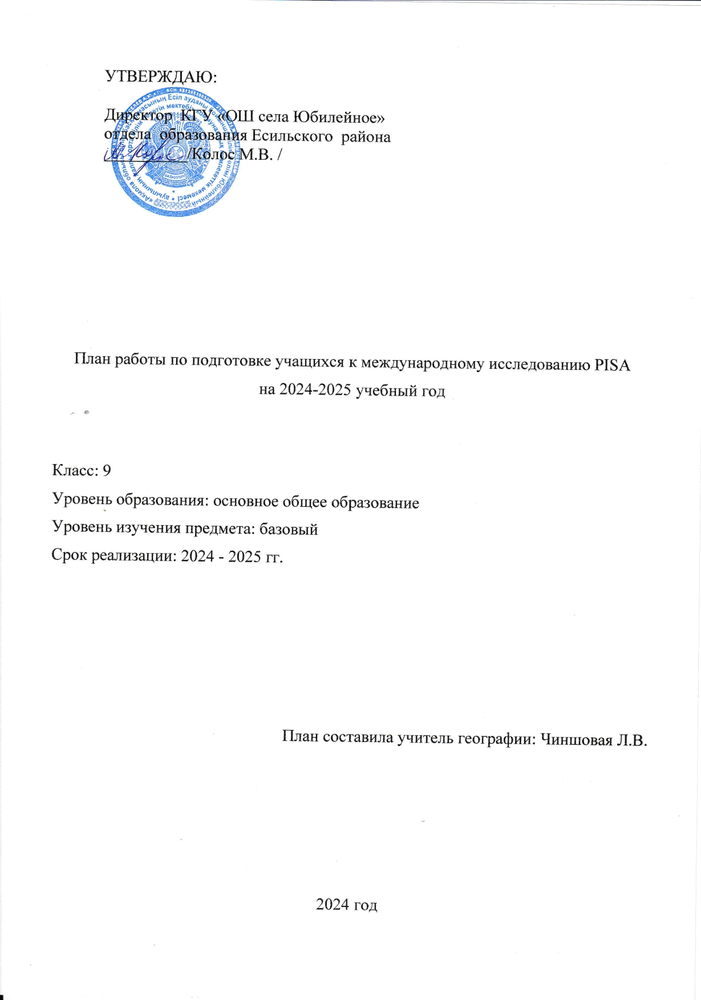 УТВЕРЖДАЮ:
Директор КГУ «ОШ села Юбилейное»
отдела образования Есильского района
__________/Колос М.В. /
QAZAQSTAN
План работы по подготовке учащихся к международному исследованию PISA
на 2024-2025 учебный год
Класс: 9
Уровень образования: основное общее образование
Уровень изучения предмета: базовый
Срок реализации: 2024 - 2025 гг.
План составила учитель географии: Чиншовая Л.В.
2024 год